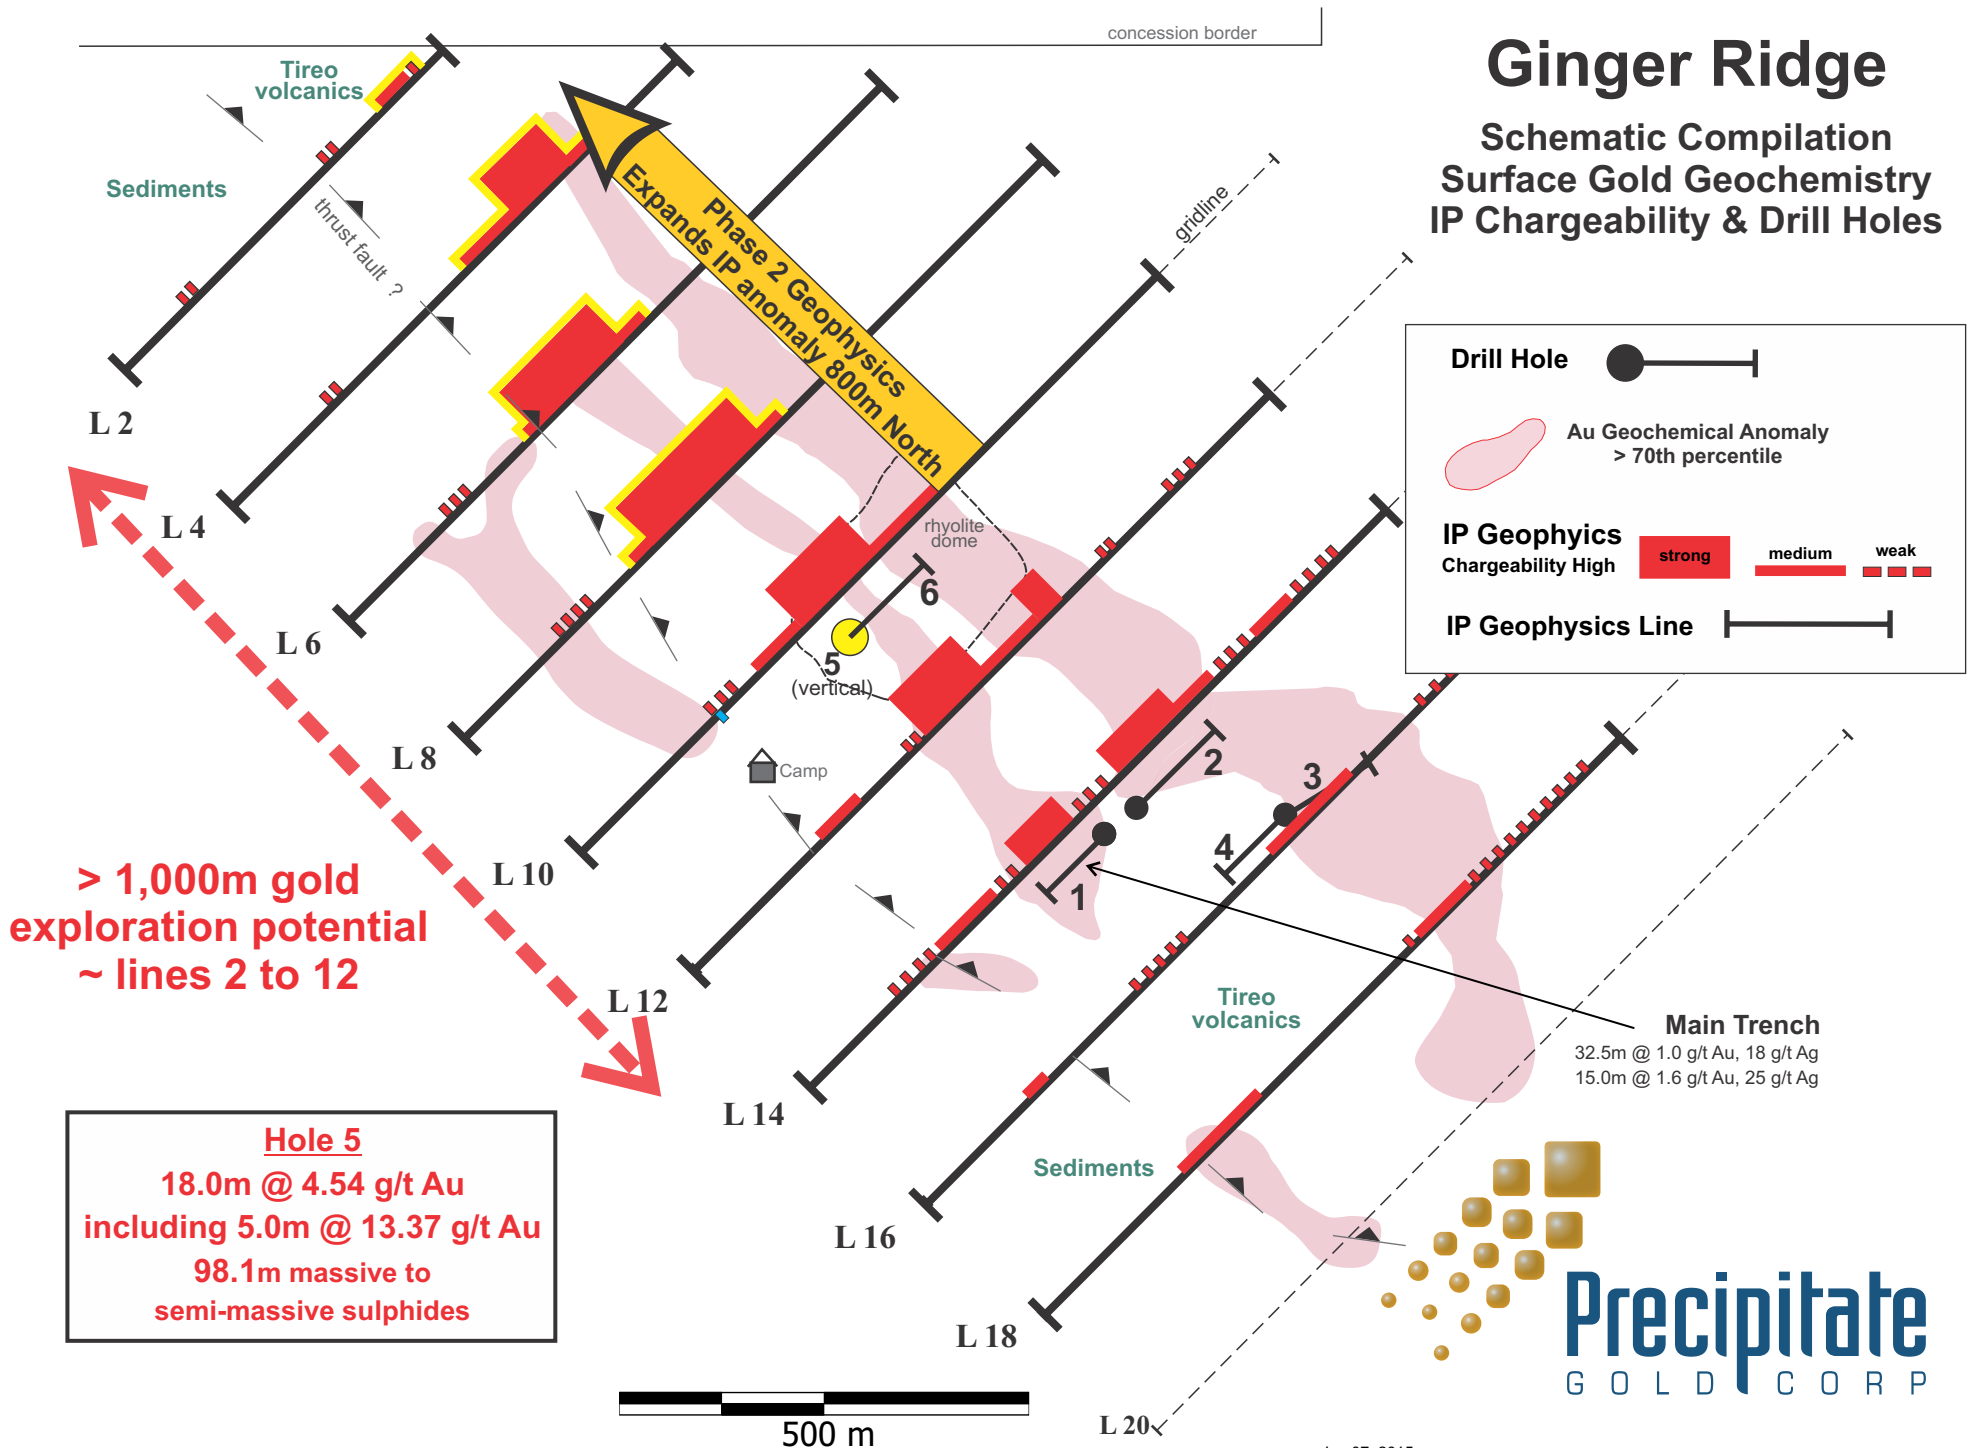 concession border
Ginger Ridge
Schematic Compilation
Surface Gold Geochemistry
IP Chargeability & Drill Holes
Tireo
volcanics
Sediments
thrust fault ?
Phase 2 Geophysics
Expands IP anomaly 800m North
gridline
Drill Hole
Au Geochemical Anomaly
> 70th percentile
IP Geophyics
Chargeability High
strong
medium
weak
IP Geophysics Line
L 2
L 4
L 6
L 8
L 10
L 12
L 14
L 16
L 18
L 20
rhyolite
dome
6
5
(vertical)
Camp
2
3
4
1
> 1,000m gold
exploration potential
~ lines 2 to 12
Tireo
volcanics
Sediments
Main Trench
32.5m @ 1.0 g/t Au, 18 g/t Ag
15.0m @ 1.6 g/t Au, 25 g/t Ag
Hole 5
18.0m @ 4.54 g/t Au
including 5.0m @ 13.37 g/t Au
98.1m massive to
semi-massive sulphides
500 m
Precipitate
GOLD CORP